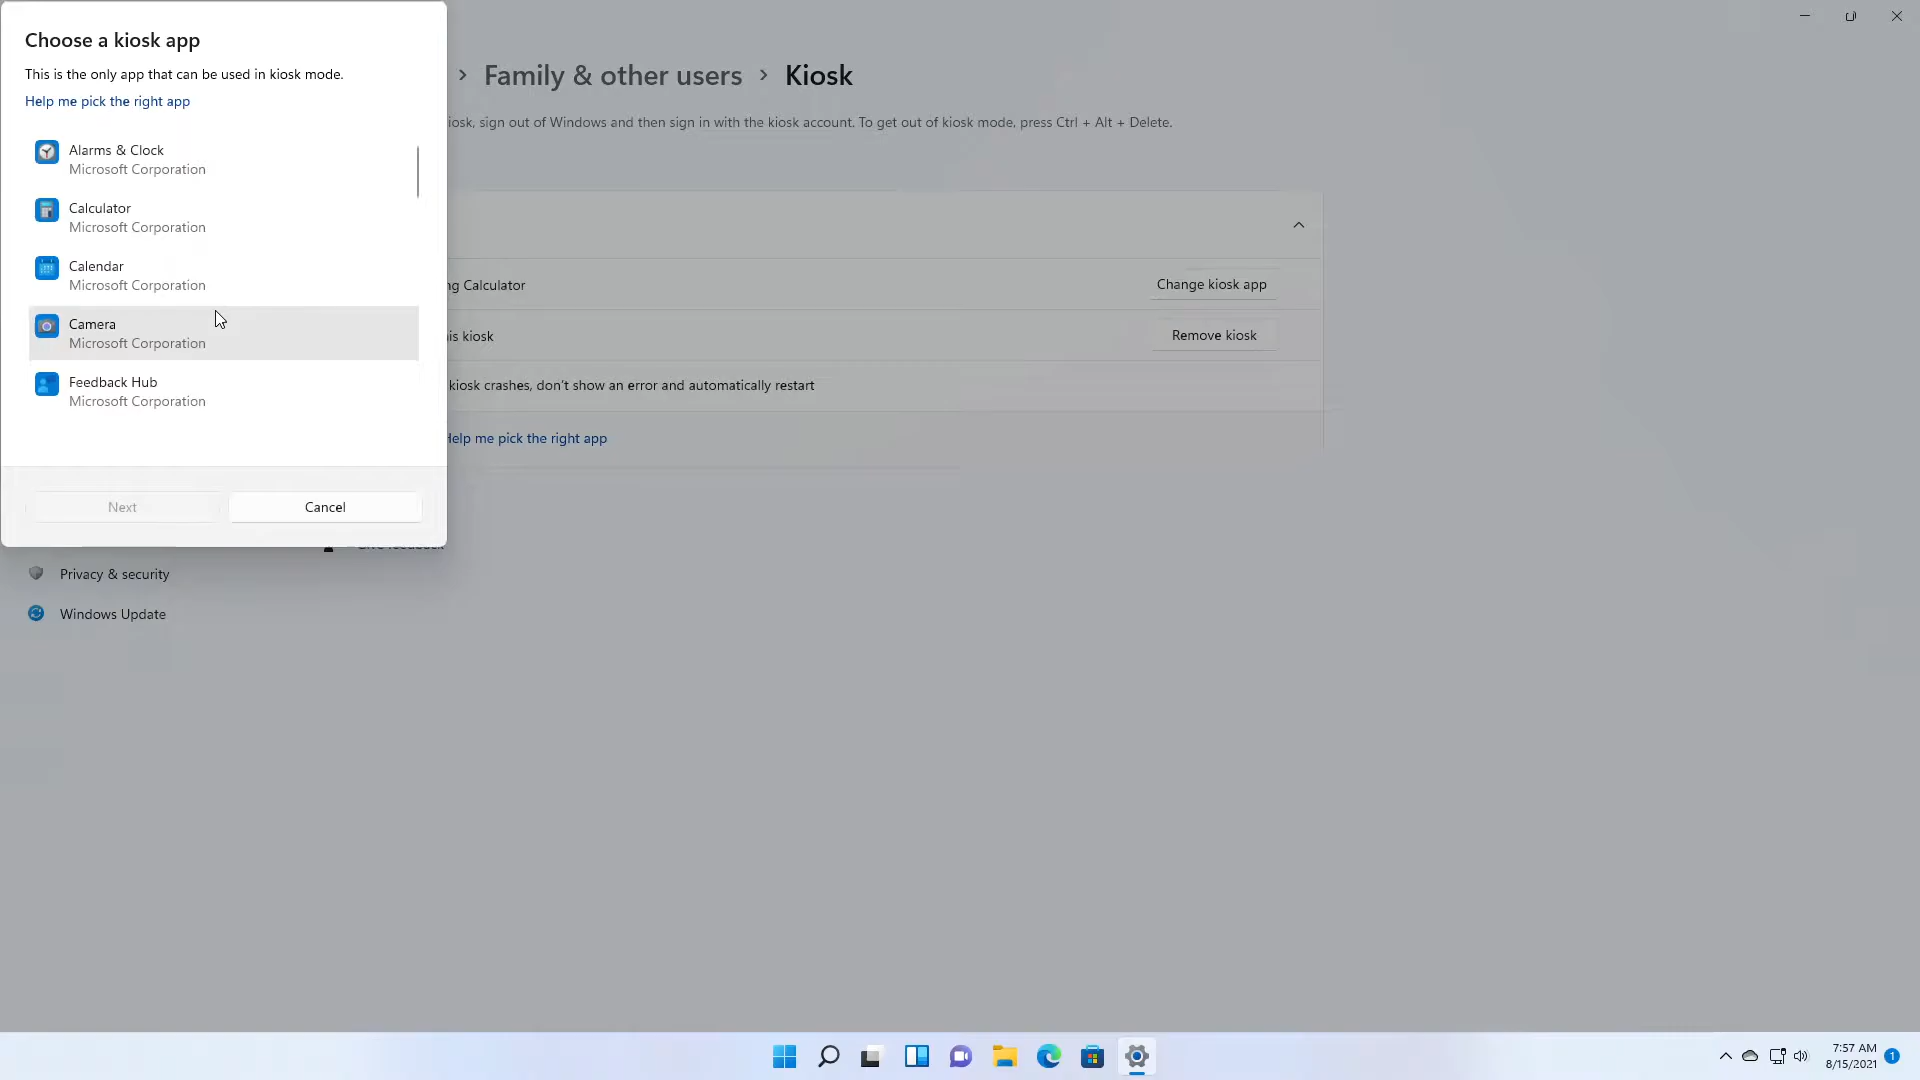 Choose a kiosk app
This is the only app that can be used in kiosk mode.
Help me pick the right app
Alarms & Clock
Microsoft Corporation
Calculator
Microsoft Corporation
Calendar
Microsoft Corporation
Camera
Microsoft Corporation
Feedback Hub
Microsoft Corporation
Next
Cancel
> Family & other users > Kiosk
sign out of Windows and then sign in with the kiosk account. To get out of kiosk mode, press Ctrl + Alt + Delete.
Calculator
Change kiosk app
kiosk
Remove kiosk
kiosk crashes, don't show an error and automatically restart
Help me pick the right app
Privacy & security
Windows Update
7:57 AM
8/15/2021
1